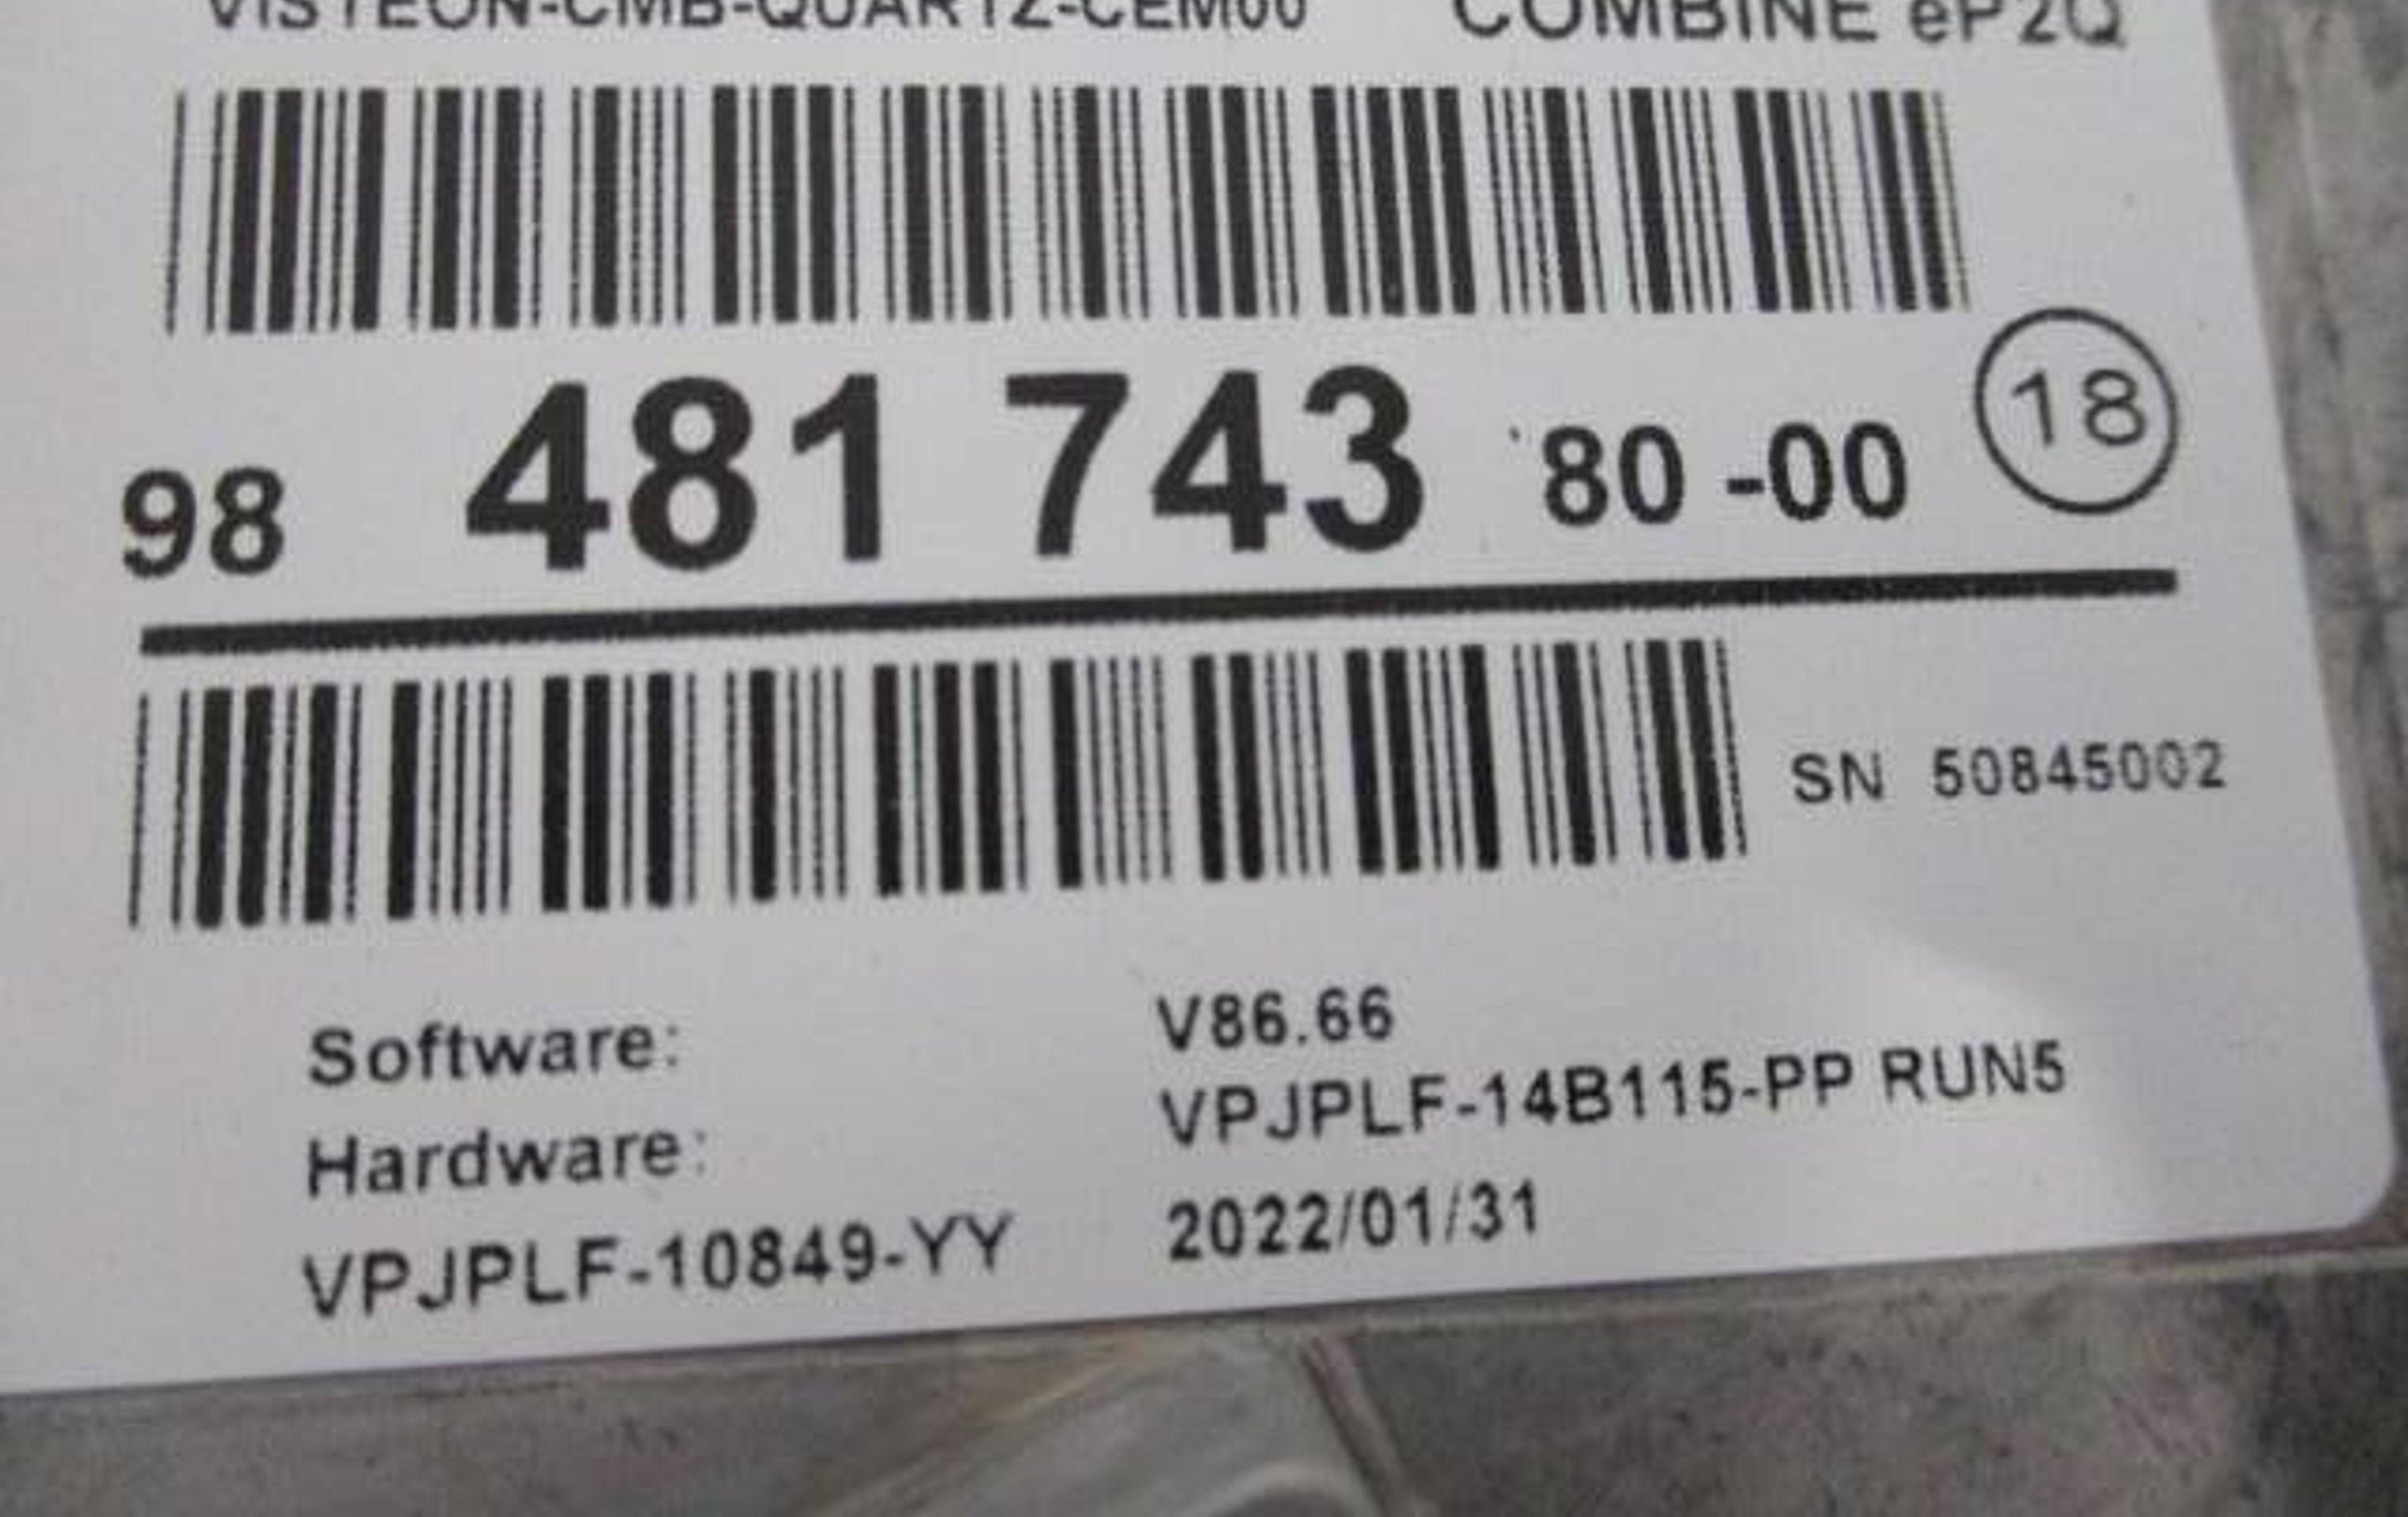 VISTEON-CMB-QUARTZ-CEM00 COMBINE eP2Q
98 481 743 80 -00 18
SN 50845002
Software: V86.66
Hardware: VPJPLF-14B115-PP RUN5
VPJPLF-10849-YY 2022/01/31